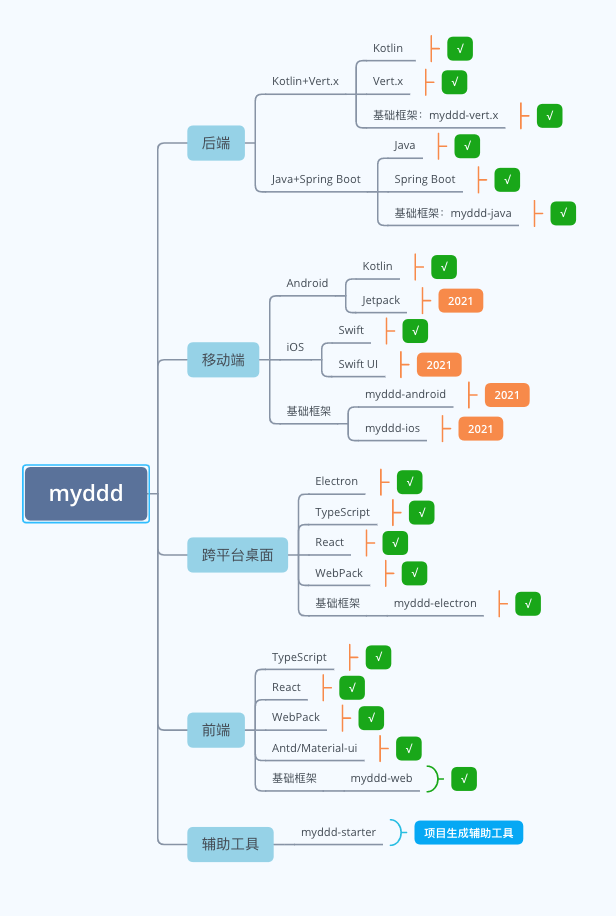 myddd
后端
Kotlin+Vert.x
Kotlin √
Vert.x √
基础框架：myddd-vert.x √
Java+Spring Boot
Java √
Spring Boot √
基础框架：myddd-java √
移动端
Android
Kotlin √
Jetpack 2021
iOS
Swift √
Swift UI 2021
基础框架
myddd-android 2021
myddd-ios 2021
跨平台桌面
Electron √
TypeScript √
React √
WebPack √
基础框架 myddd-electron √
前端
TypeScript √
React √
WebPack √
Antd/Material-ui √
基础框架 myddd-web √
辅助工具
myddd-starter 项目生成辅助工具